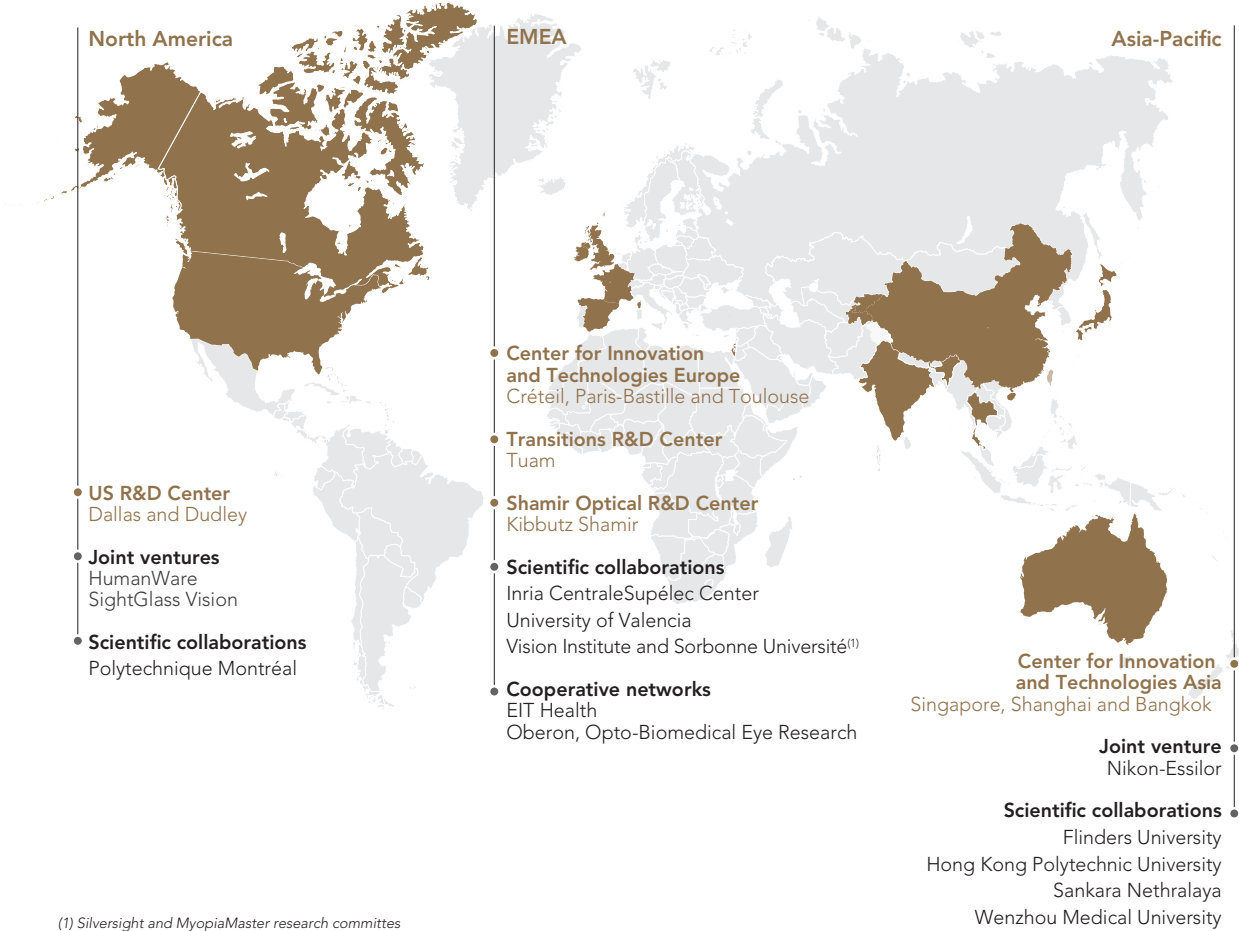 North America
US R&D Center
Dallas and Dudley
Joint ventures
HumanWare
SightGlass Vision
Scientific collaborations
Polytechnique Montréal
EMEA
Center for Innovation
and Technologies Europe
Créteil, Paris-Bastille and Toulouse
Transitions R&D Center
Tuam
Shamir Optical R&D Center
Kibbutz Shamir
Scientific collaborations
Inria CentraleSupélec Center
University of Valencia
Vision Institute and Sorbonne Université(1)
Cooperative networks
EIT Health
Oberon, Opto-Biomedical Eye Research
Asia-Pacific
Center for Innovation
and Technologies Asia
Singapore, Shanghai and Bangkok
Joint venture
Nikon-Essilor
Scientific collaborations
Flinders University
Hong Kong Polytechnic University
Sankara Nethralaya
Wenzhou Medical University
(1) Silversight and MyopiaMaster research committes